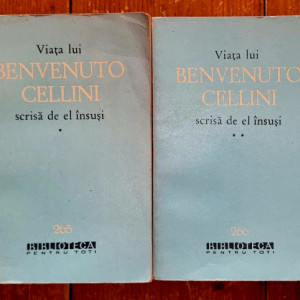 Viața lui
BENVENUTO
CELLINI
scrisă de el însuși
*
265
BIBLIOTECA
PENTRU TOȚI
Viața lui
BENVENUTO
CELLINI
scrisă de el însuși
**
266
BIBLIOTECA
PENTRU TOȚI